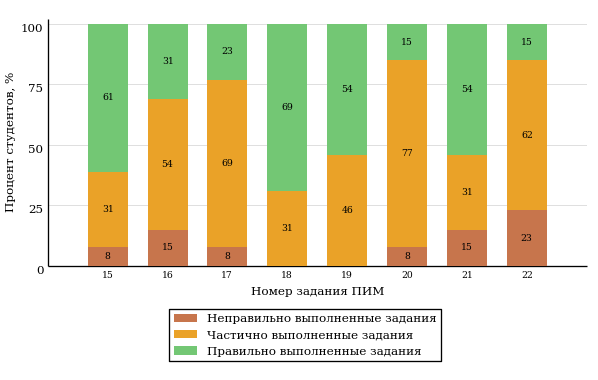 100
75
50
25
0
Процент студентов, %
61 31 23 69 54 15 54 15
31 54 69 31 46 77 31 62
8 15 8 8 15 23
15 16 17 18 19 20 21 22
Номер задания ПИМ
Неправильно выполненные задания
Частично выполненные задания
Правильно выполненные задания